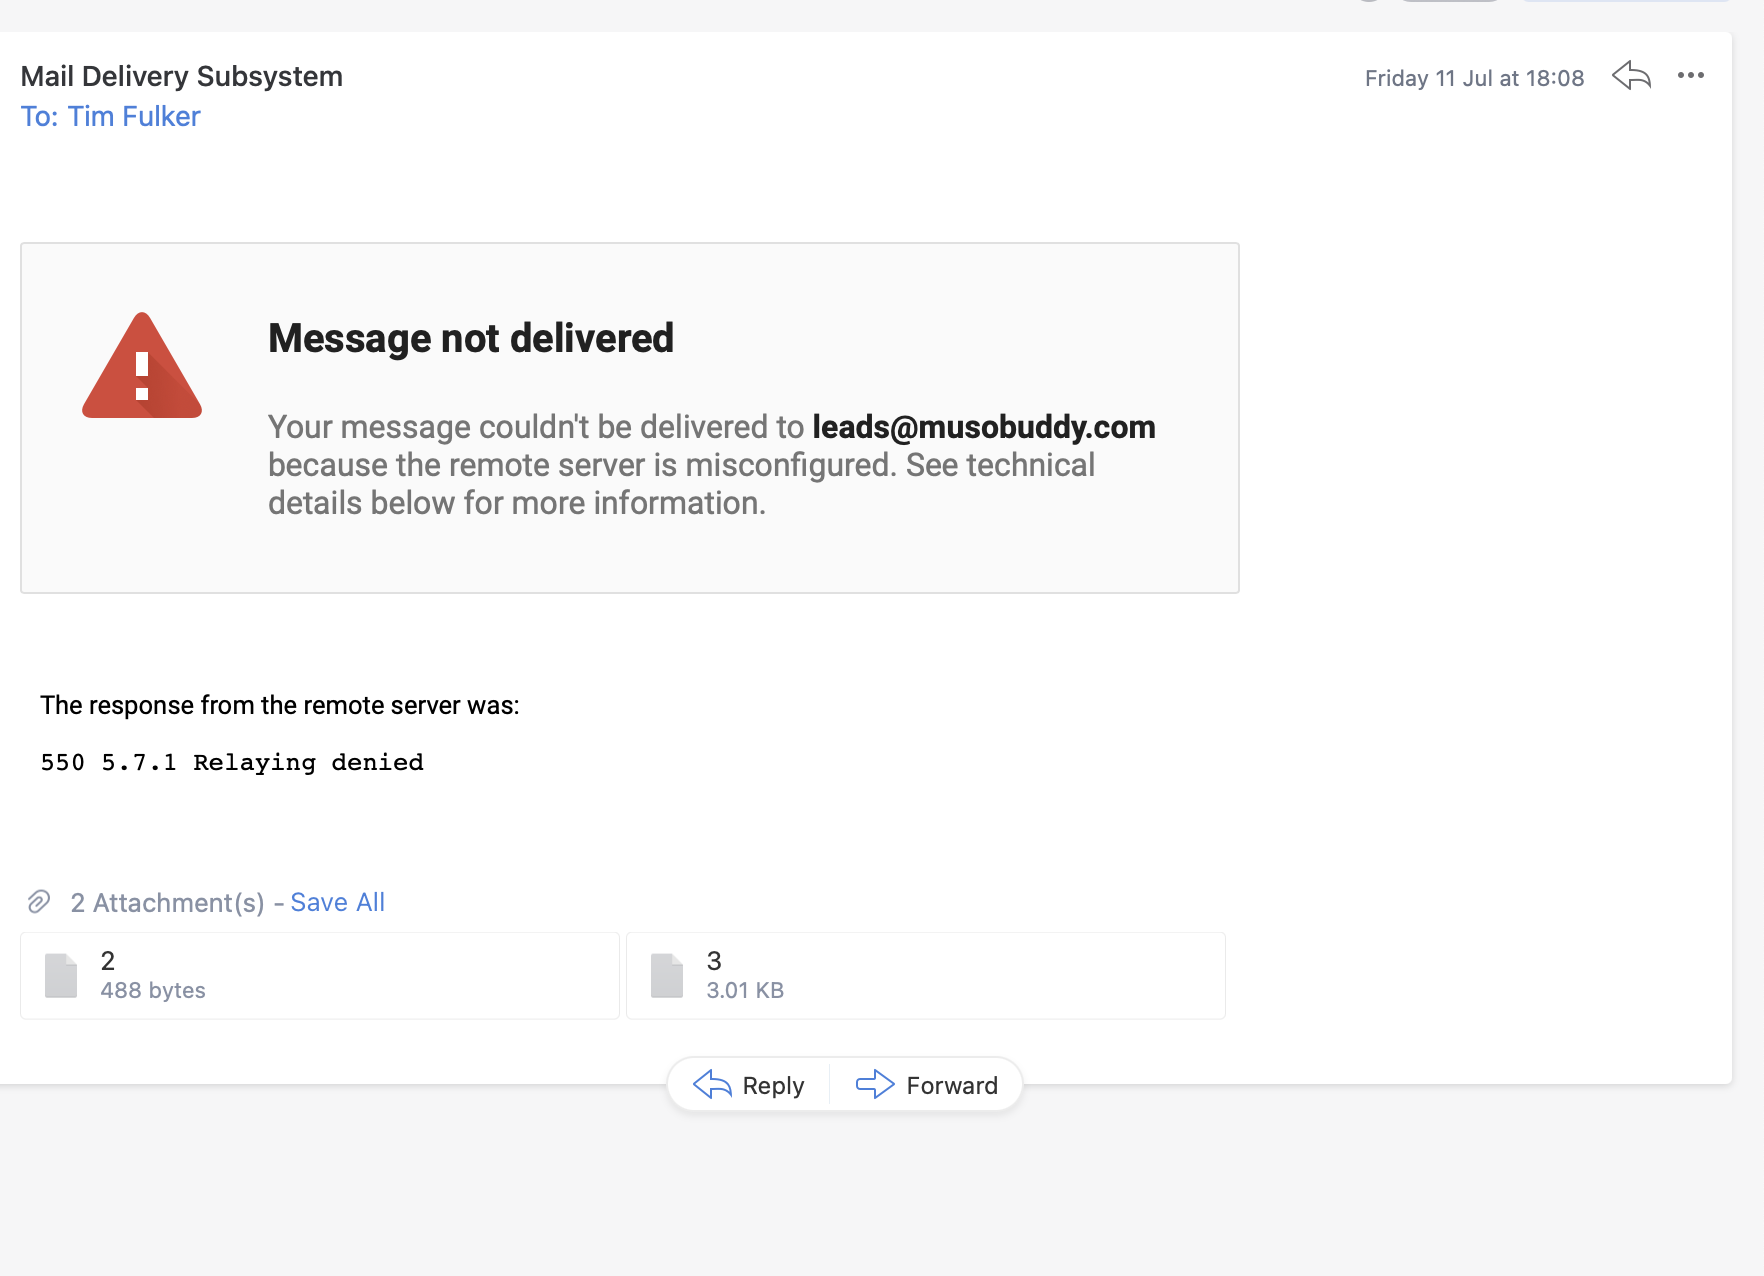 Mail Delivery Subsystem
Friday 11 Jul at 18:08
To: Tim Fulker
Message not delivered
Your message couldn't be delivered to leads@musobuddy.com
because the remote server is misconfigured. See technical
details below for more information.
The response from the remote server was:
550 5.7.1 Relaying denied
2 Attachment(s) - Save All
2
488 bytes
3
3.01 KB
Reply
Forward